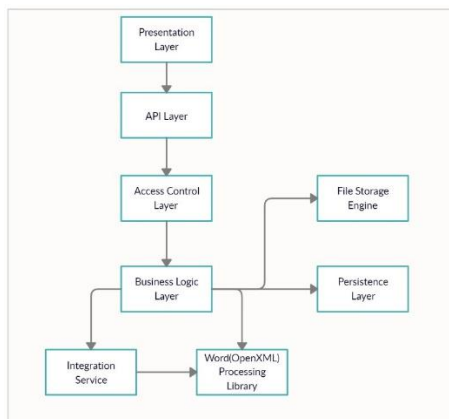 Presentation
Layer
API Layer
Access Control
Layer
File Storage
Engine
Business Logic
Layer
Persistence
Layer
Integration
Service
Word(OpenXML)
Processing
Library